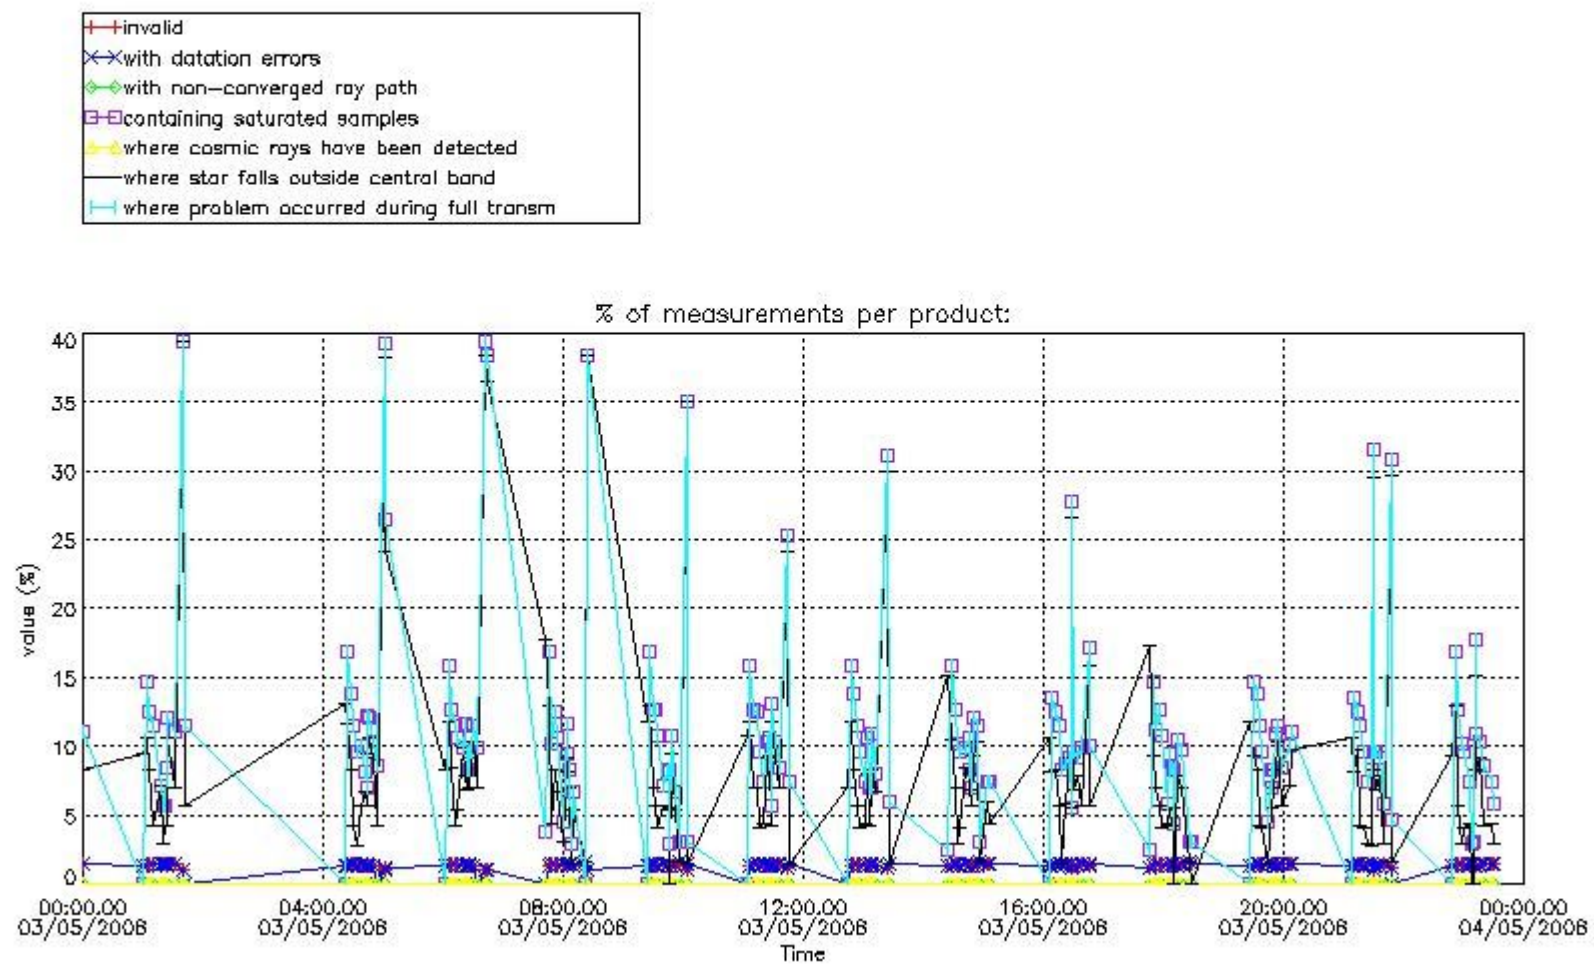 invalid
with datation errors
with non-converged ray path
containing saturated samples
where cosmic rays have been detected
where star falls outside central band
where problem occurred during full transm
% of measurements per product:
40
35
30
25
20
15
10
5
0
value (%)
00:00:00 04:00:00 08:00:00 12:00:00 16:00:00 20:00:00 00:00:00
03/05/2008 03/05/2008 03/05/2008 03/05/2008 03/05/2008 03/05/2008 04/05/2008
Time